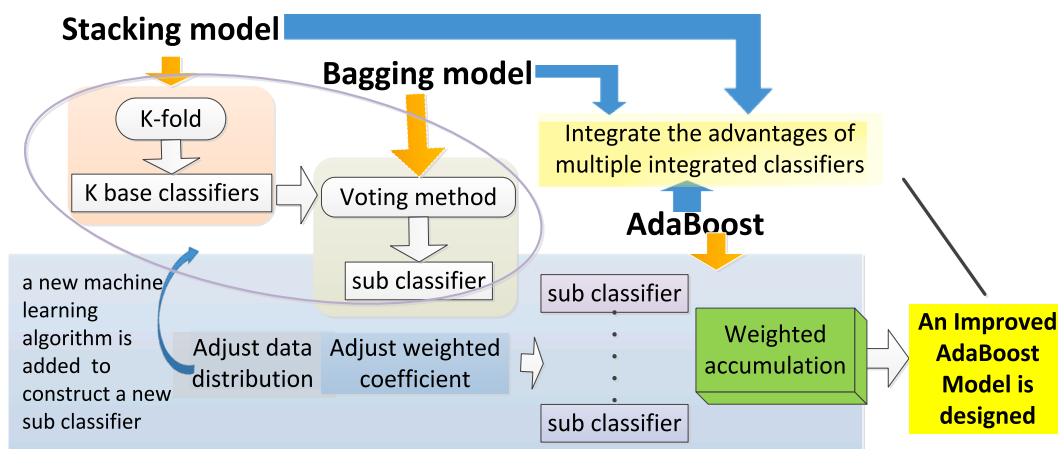 Stacking model
Bagging model
K-fold
K base classifiers
Voting method
sub classifier
Integrate the advantages of
multiple integrated classifiers
AdaBoost
a new machine
learning
algorithm is
added to
construct a new
sub classifier
Adjust data
distribution
Adjust weighted
coefficient
sub classifier
sub classifier
Weighted
accumulation
An Improved
AdaBoost
Model is
designed